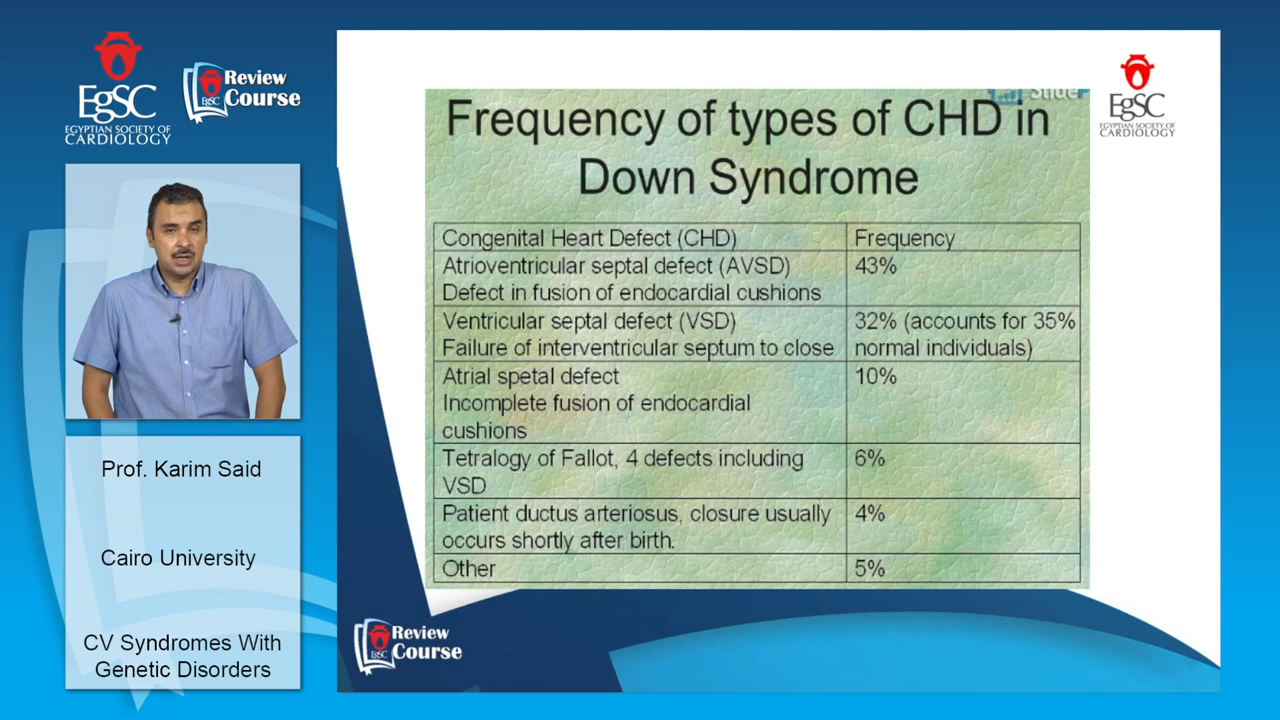 EgSC
EGYPTIAN SOCIETY OF
CARDIOLOGY
EgSC
Review
Course
Prof. Karim Said
Cairo University
CV Syndromes With
Genetic Disorders
EgSC
EGYPTIAN SOCIETY OF
CARDIOLOGY
Frequency of types of CHD in
Down Syndrome
Congenital Heart Defect (CHD) Frequency
Atrioventricular septal defect (AVSD) 43%
Defect in fusion of endocardial cushions
Ventricular septal defect (VSD) 32% (accounts for 35%
Failure of interventricular septum to close normal individuals)
Atrial spetal defect 10%
Incomplete fusion of endocardial
cushions
Tetralogy of Fallot, 4 defects including 6%
VSD
Patient ductus arteriosus, closure usually 4%
occurs shortly after birth.
Other 5%
EgSC
Review
Course